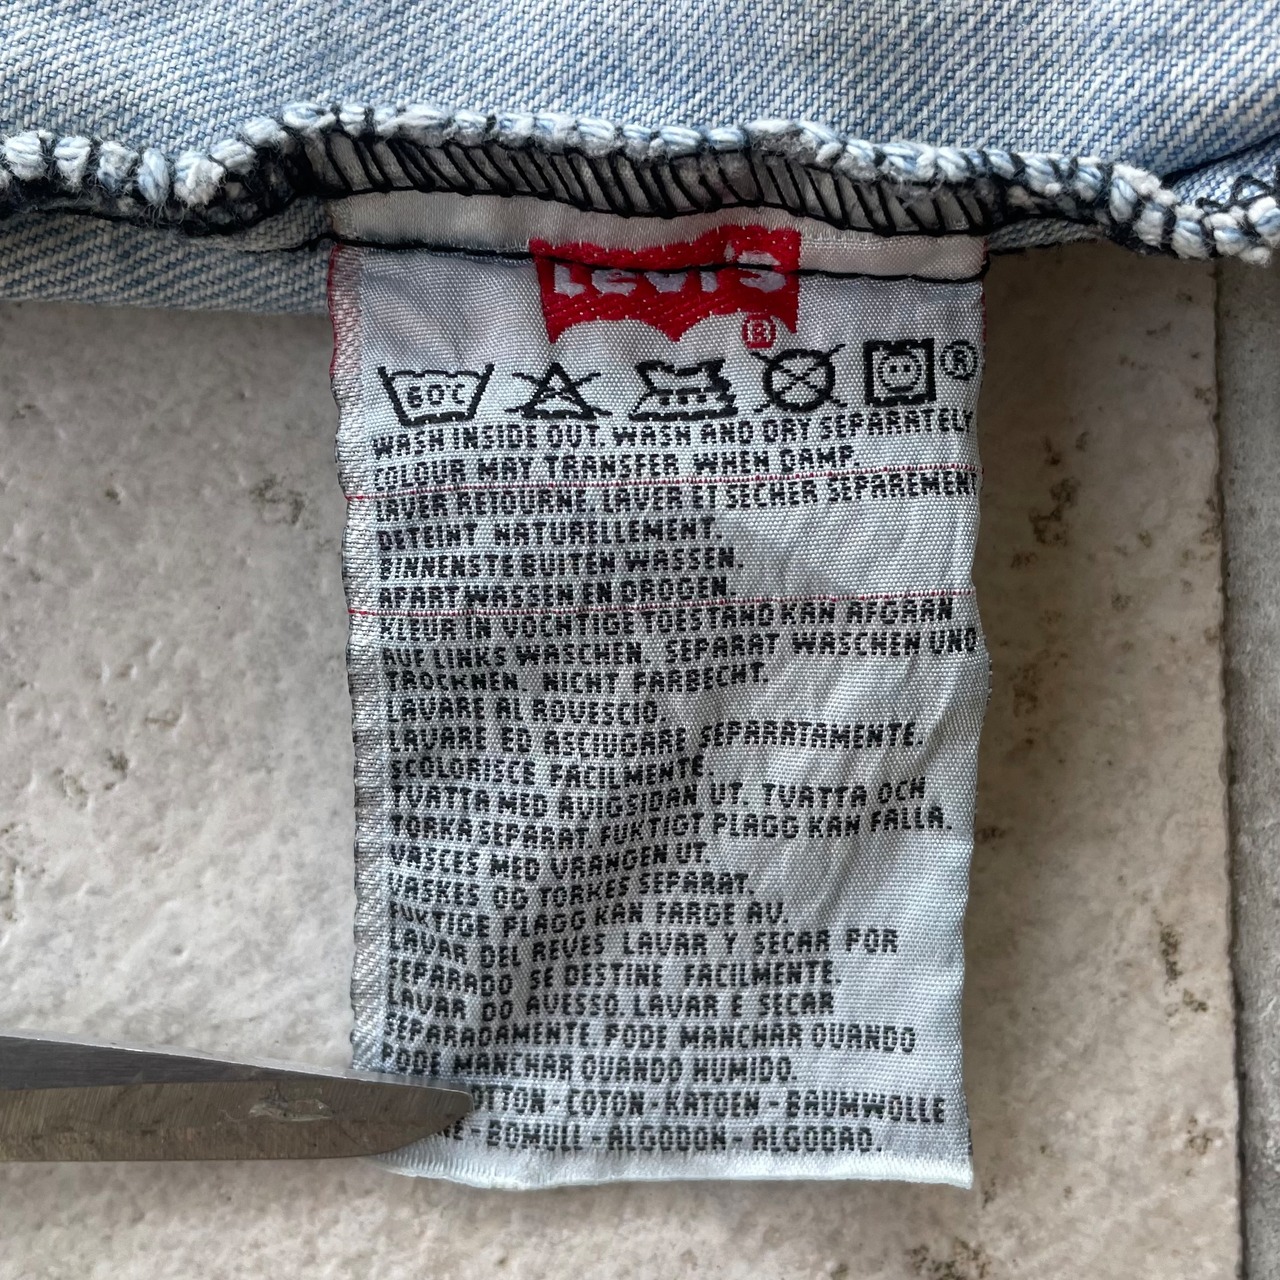 Levi's
®
60°C ®
WASH INSIDE OUT. WASH AND DRY SEPARATELY
COLOUR MAY TRANSFER WHEN DAMP.
LAVER RETOURNE. LAVER ET SECHER SEPAREMENT
DETEINT NATURELLEMENT.
BINNENSTE BUITEN WASSEN.
APART WASSEN EN DROGEN.
KLEUR IN VOCHTIGE TOESTAND KAN AFGAAN
AUF LINKS WASCHEN. SEPARAT WASCHEN UND
TROCKNEN. NICHT FARBECHT.
LAVARE AL ROVESCIO.
LAVARE ED ASCIUGARE SEPARATAMENTE.
SCOLORISCE FACILMENTE.
TVATTA MED AVIGSIDAN UT. TVATTA OCH
TORKA SEPARAT. FUKTIGT PLAGG KAN FALLA.
VASCES MED VRANGEN UT.
VASKES OG TORKES SEPARAT.
FUKTIGE PLAGG KAN FARGE AV.
LAVAR DEL REVES LAVAR Y SECAR POR
SEPARADO SE DESTINE FACILMENTE.
LAVAR DO AVESSO. LAVAR E SECAR
SEPARADAMENTE. PODE MANCHAR QUANDO
PODE MANCHAR QUANDO HUMIDO.
OTTON - COTON - KATOEN - BAUMWOLLE
NE - BOMULL - ALGODON - ALGODAO.